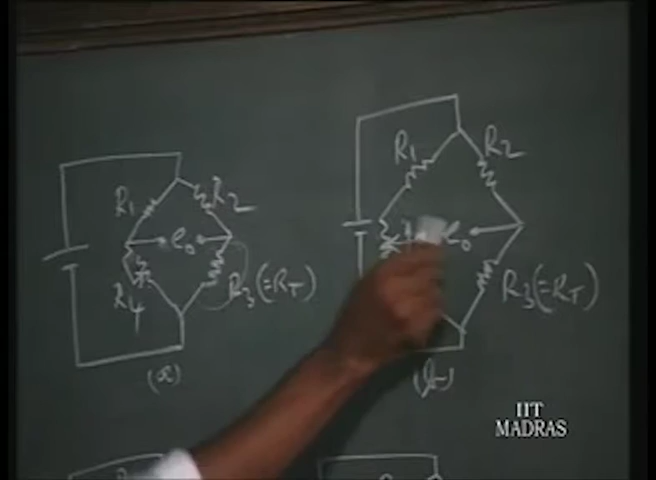 R1
R2
e0
R4
R3(=RT)
(a)
R1
R2
e0
R3(=RT)
(b)
IIT
MADRAS